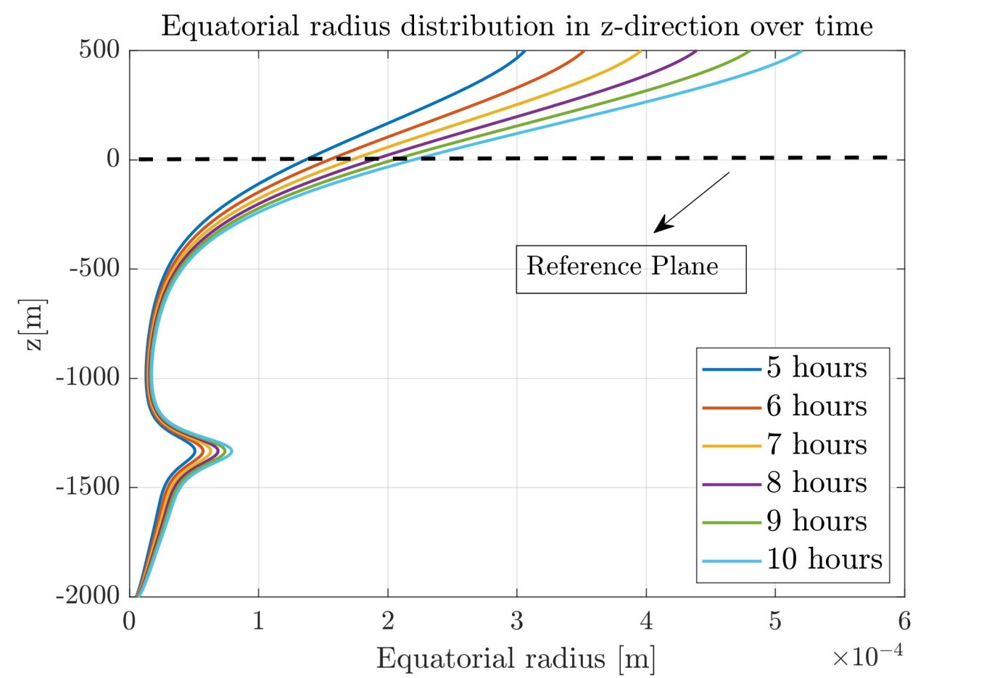 Equatorial radius distribution in z-direction over time
500
0
-500
-1000
-1500
-2000
z[m]
Reference Plane
5 hours
6 hours
7 hours
8 hours
9 hours
10 hours
0 1 2 3 4 5 6
Equatorial radius [m]
×10⁻⁴